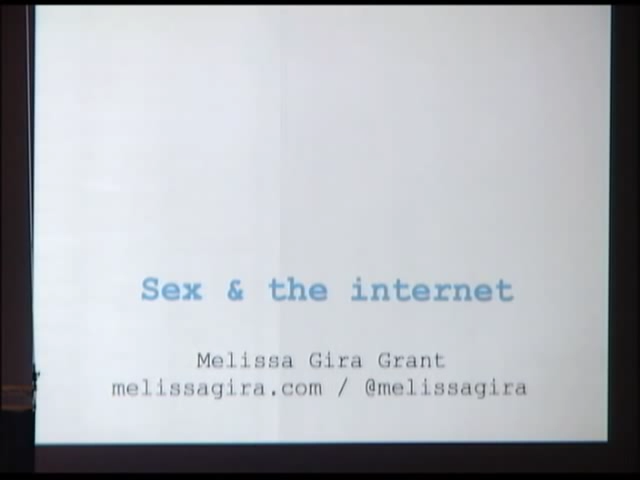 Sex & the internet
Melissa Gira Grant
melissagira.com / @melissagira